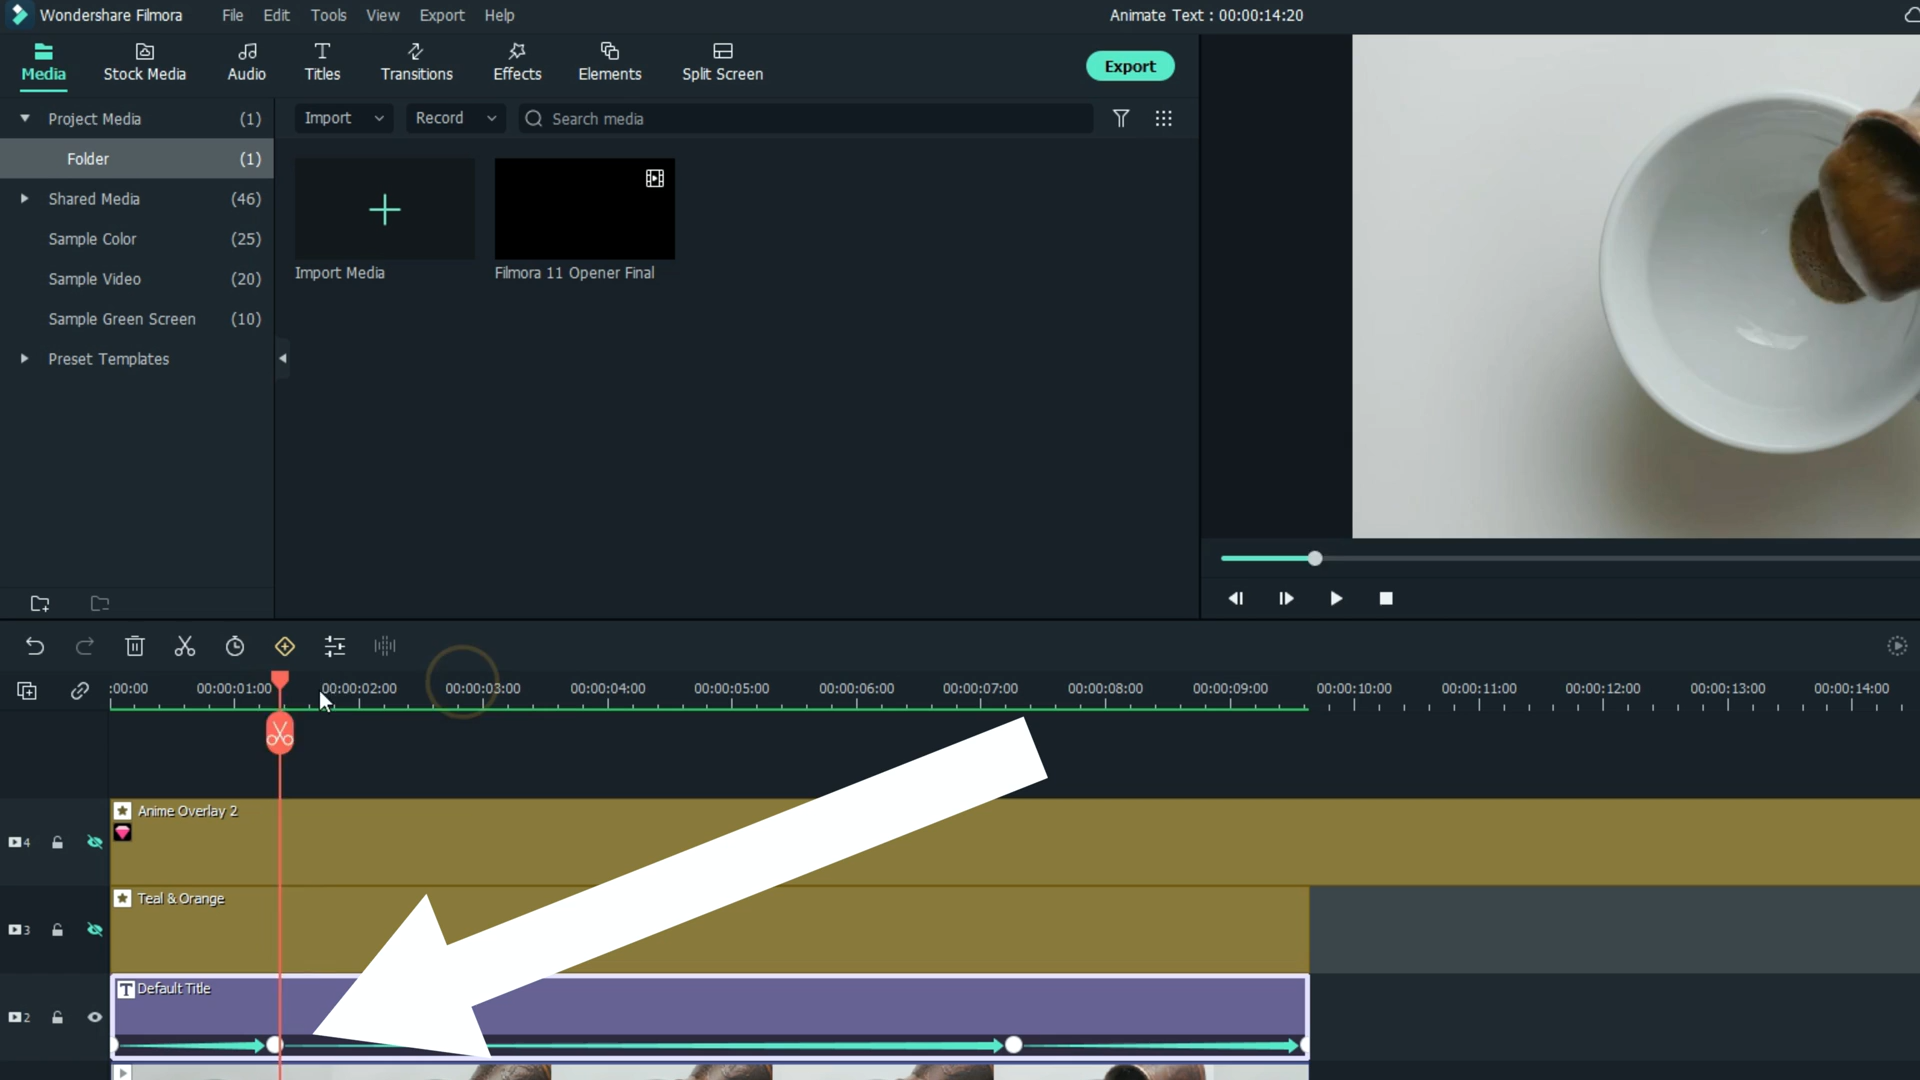 Wondershare Filmora File Edit Tools View Export Help Animate Text : 00:00:14:20
Media Stock Media Audio Titles Transitions Effects Elements Split Screen Export
Project Media (1) Import Record Search media
Folder (1)
Shared Media (46)
Sample Color (25)
Import Media Filmora 11 Opener Final
Sample Video (20)
Sample Green Screen (10)
Preset Templates
:00:00 00:00:01:00 00:00:02:00 00:00:03:00 00:00:04:00 00:00:05:00 00:00:06:00 00:00:07:00 00:00:08:00 00:00:09:00 00:00:10:00 00:00:11:00 00:00:12:00 00:00:13:00 00:00:14:00
Anime Overlay 2
4
Teal & Orange
3
T Default Title
2